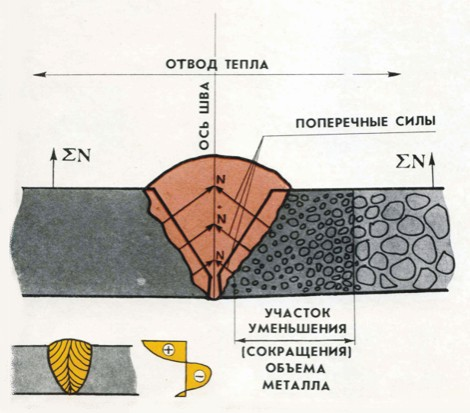 ОТВОД ТЕПЛА
ОСЬ ШВА
ПОПЕРЕЧНЫЕ СИЛЫ
ΣN
ΣN
N
N
N
УЧАСТОК
УМЕНЬШЕНИЯ
(СОКРАЩЕНИЯ)
ОБЪЕМА
МЕТАЛЛА
+
−